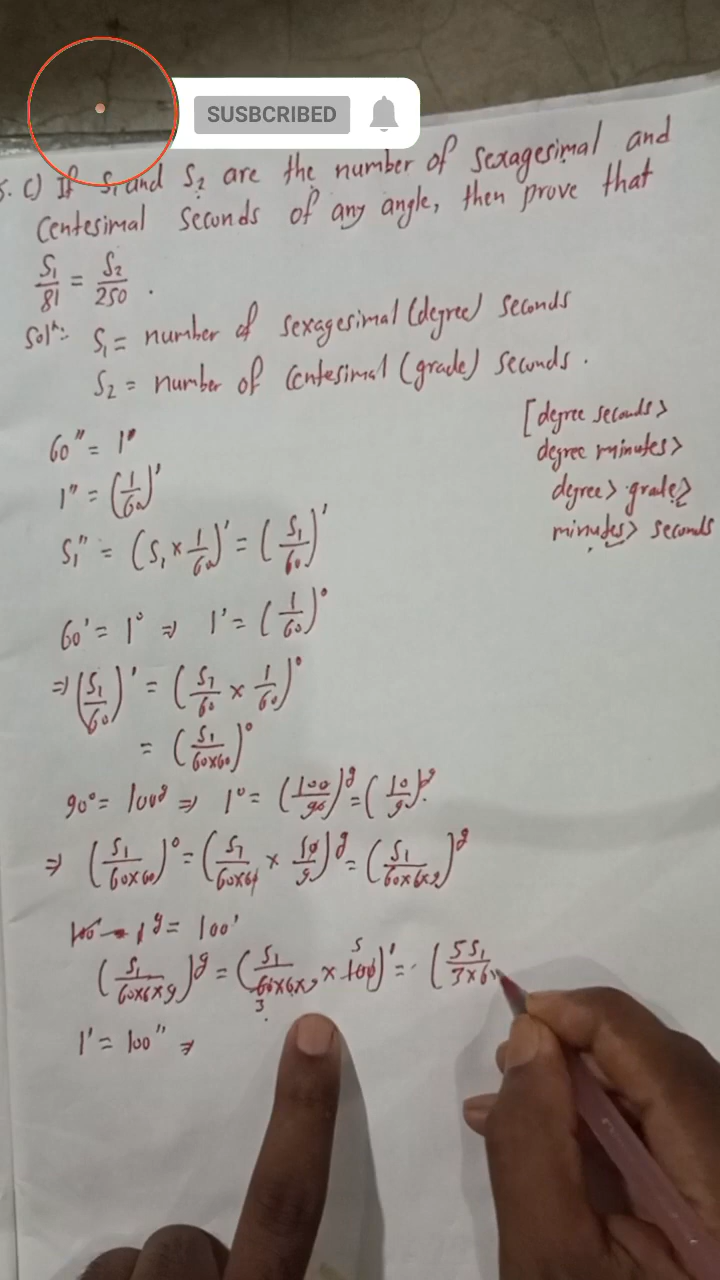 SUSBCRIBED
5. c) If S₁ and S₂ are the number of sexagesimal and
Centesimal Seconds of any angle, then prove that
S₁/81 = S₂/250 .
Solⁿ: S₁ = number of sexagesimal (degree) seconds
S₂ = number of Centesimal (grade) seconds .
[degree seconds>
degree minutes>
degree> grade>
minutes> seconds
60" = 1'
1" = (1/60)'
S₁" = (S₁ × 1/60)' = (S₁/60)'
60' = 1° ⇒ 1' = (1/60)°
⇒ (S₁/60)' = (S₁/60 × 1/60)°
= (S₁/60×60)°
90° = 100g ⇒ 1° = (100/90)g = (10/9)g.
⇒ (S₁/60×60)° = (S₁/60×60 × 10/9)g = (S₁/60×6×9)g
1g = 100'
(S₁/60×6×9)g = (S₁/60×6×9 × 100)' = (5S₁/3×6×
5
3
1' = 100" ⇒